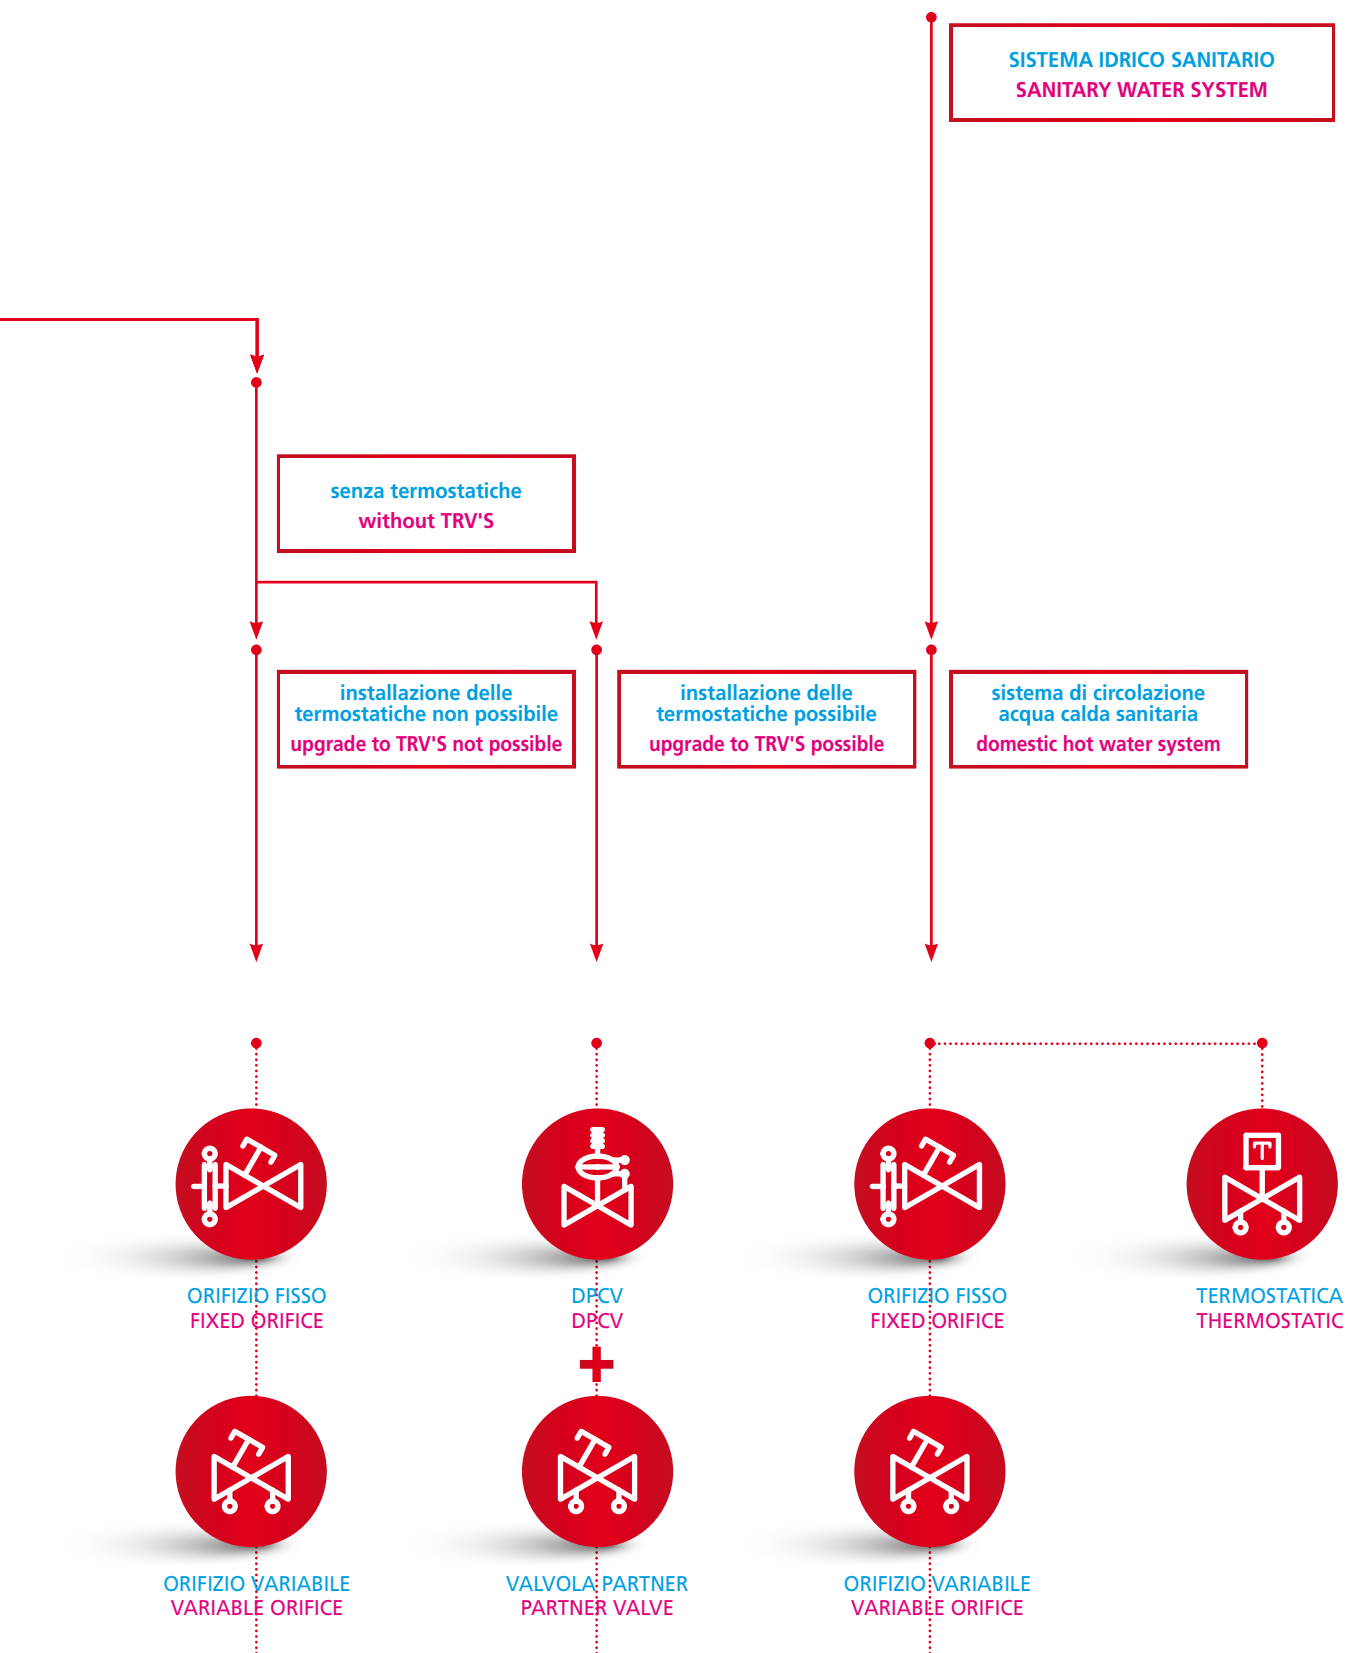 SISTEMA IDRICO SANITARIO
SANITARY WATER SYSTEM
senza termostatiche
without TRV'S
installazione delle
termostatiche non possibile
upgrade to TRV'S not possible
installazione delle
termostatiche possibile
upgrade to TRV'S possible
sistema di circolazione
acqua calda sanitaria
domestic hot water system
T
ORIFIZIO FISSO
FIXED ORIFICE
DPCV
DPCV
ORIFIZIO FISSO
FIXED ORIFICE
TERMOSTATICA
THERMOSTATIC
+
ORIFIZIO VARIABILE
VARIABLE ORIFICE
VALVOLA PARTNER
PARTNER VALVE
ORIFIZIO VARIABILE
VARIABLE ORIFICE